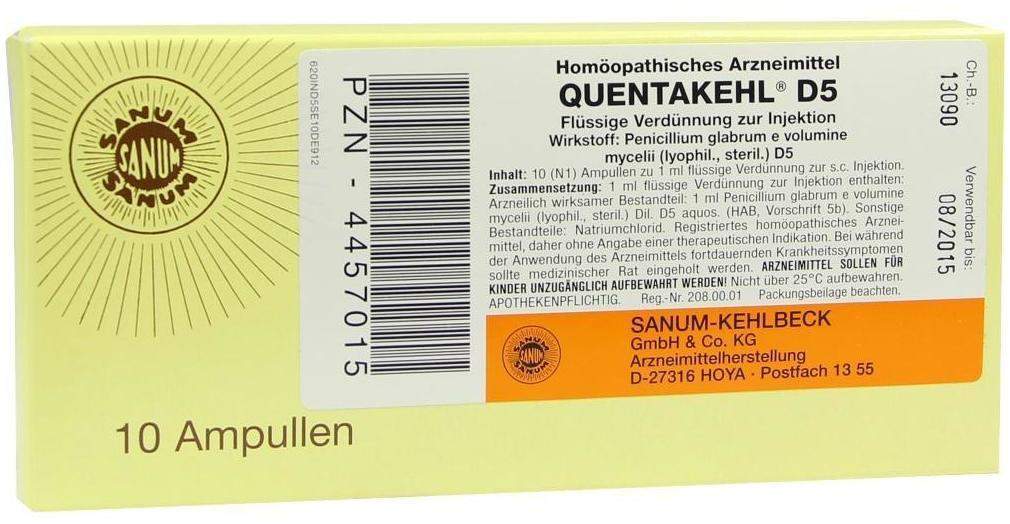 SANUM
SANUM
SANUM
10 Ampullen
620IND5SE10DE912
PZN - 4457015
Homöopathisches Arzneimittel
QUENTAKEHL® D5
Flüssige Verdünnung zur Injektion
Wirkstoff: Penicillium glabrum e volumine
mycelii (lyophil., steril.) D5
Inhalt: 10 (N1) Ampullen zu 1 ml flüssige Verdünnung zur s.c. Injektion.
Zusammensetzung: 1 ml flüssige Verdünnung zur Injektion enthalten:
Arzneilich wirksamer Bestandteil: 1 ml Penicillium glabrum e volumine
mycelii (lyophil., steril.) Dil. D5 aquos. (HAB, Vorschrift 5b). Sonstige
Bestandteile: Natriumchlorid. Registriertes homöopathisches Arznei-
mittel, daher ohne Angabe einer therapeutischen Indikation. Bei während
der Anwendung des Arzneimittels fortdauernden Krankheitssymptomen
sollte medizinischer Rat eingeholt werden. ARZNEIMITTEL SOLLEN FÜR
KINDER UNZUGÄNGLICH AUFBEWAHRT WERDEN! Nicht über 25°C aufbewahren.
APOTHEKENPFLICHTIG. Reg.-Nr. 208.00.01 Packungsbeilage beachten.
Ch.-B.:
13090
Verwendbar bis:
08/2015
SANUM
SANUM
SANUM
SANUM-KEHLBECK
GmbH & Co. KG
Arzneimittelherstellung
D-27316 HOYA · Postfach 13 55